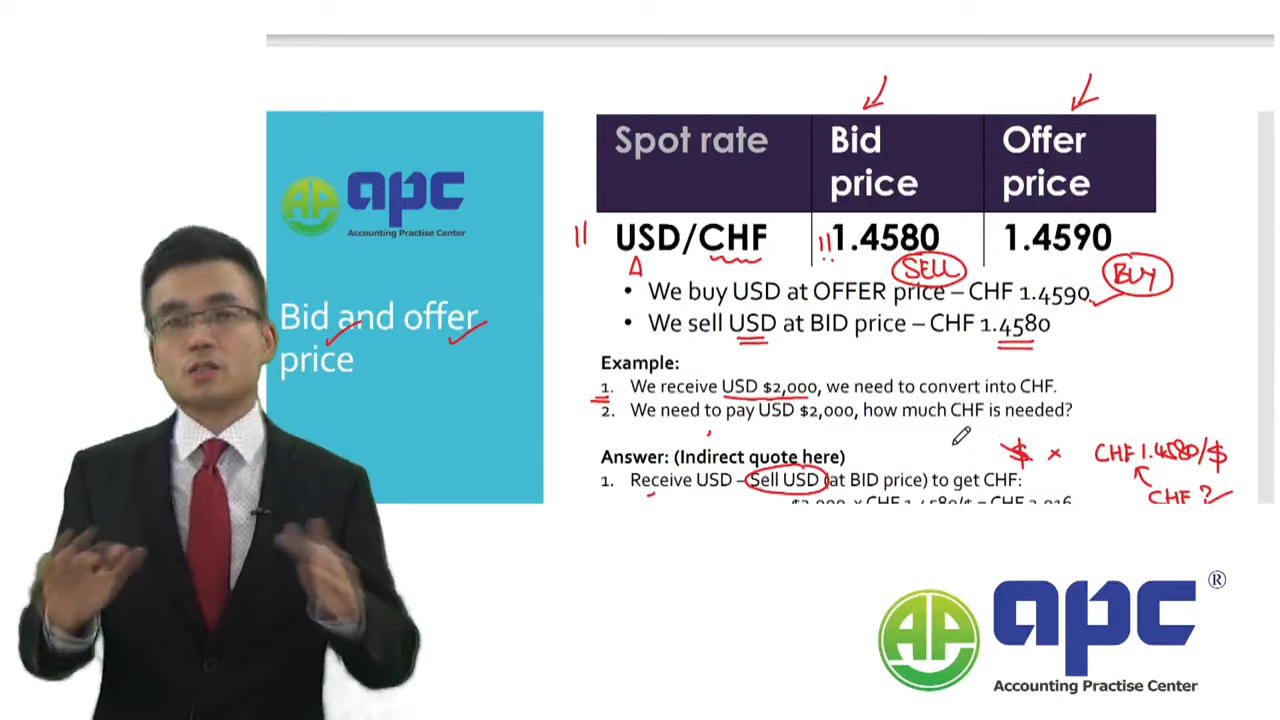 apc
Accounting Practise Center
Bid and offer
price
Spot rate
Bid
price
Offer
price
USD/CHF
1.4580
1.4590
SELL
BUY
• We buy USD at OFFER price – CHF 1.4590
• We sell USD at BID price – CHF 1.4580
Example:
1. We receive USD $2,000, we need to convert into CHF.
2. We need to pay USD $2,000, how much CHF is needed?
Answer: (Indirect quote here)
$ × CHF 1.4580/$
1. Receive USD – Sell USD (at BID price) to get CHF:
CHF ?
AP
apc®
Accounting Practise Center